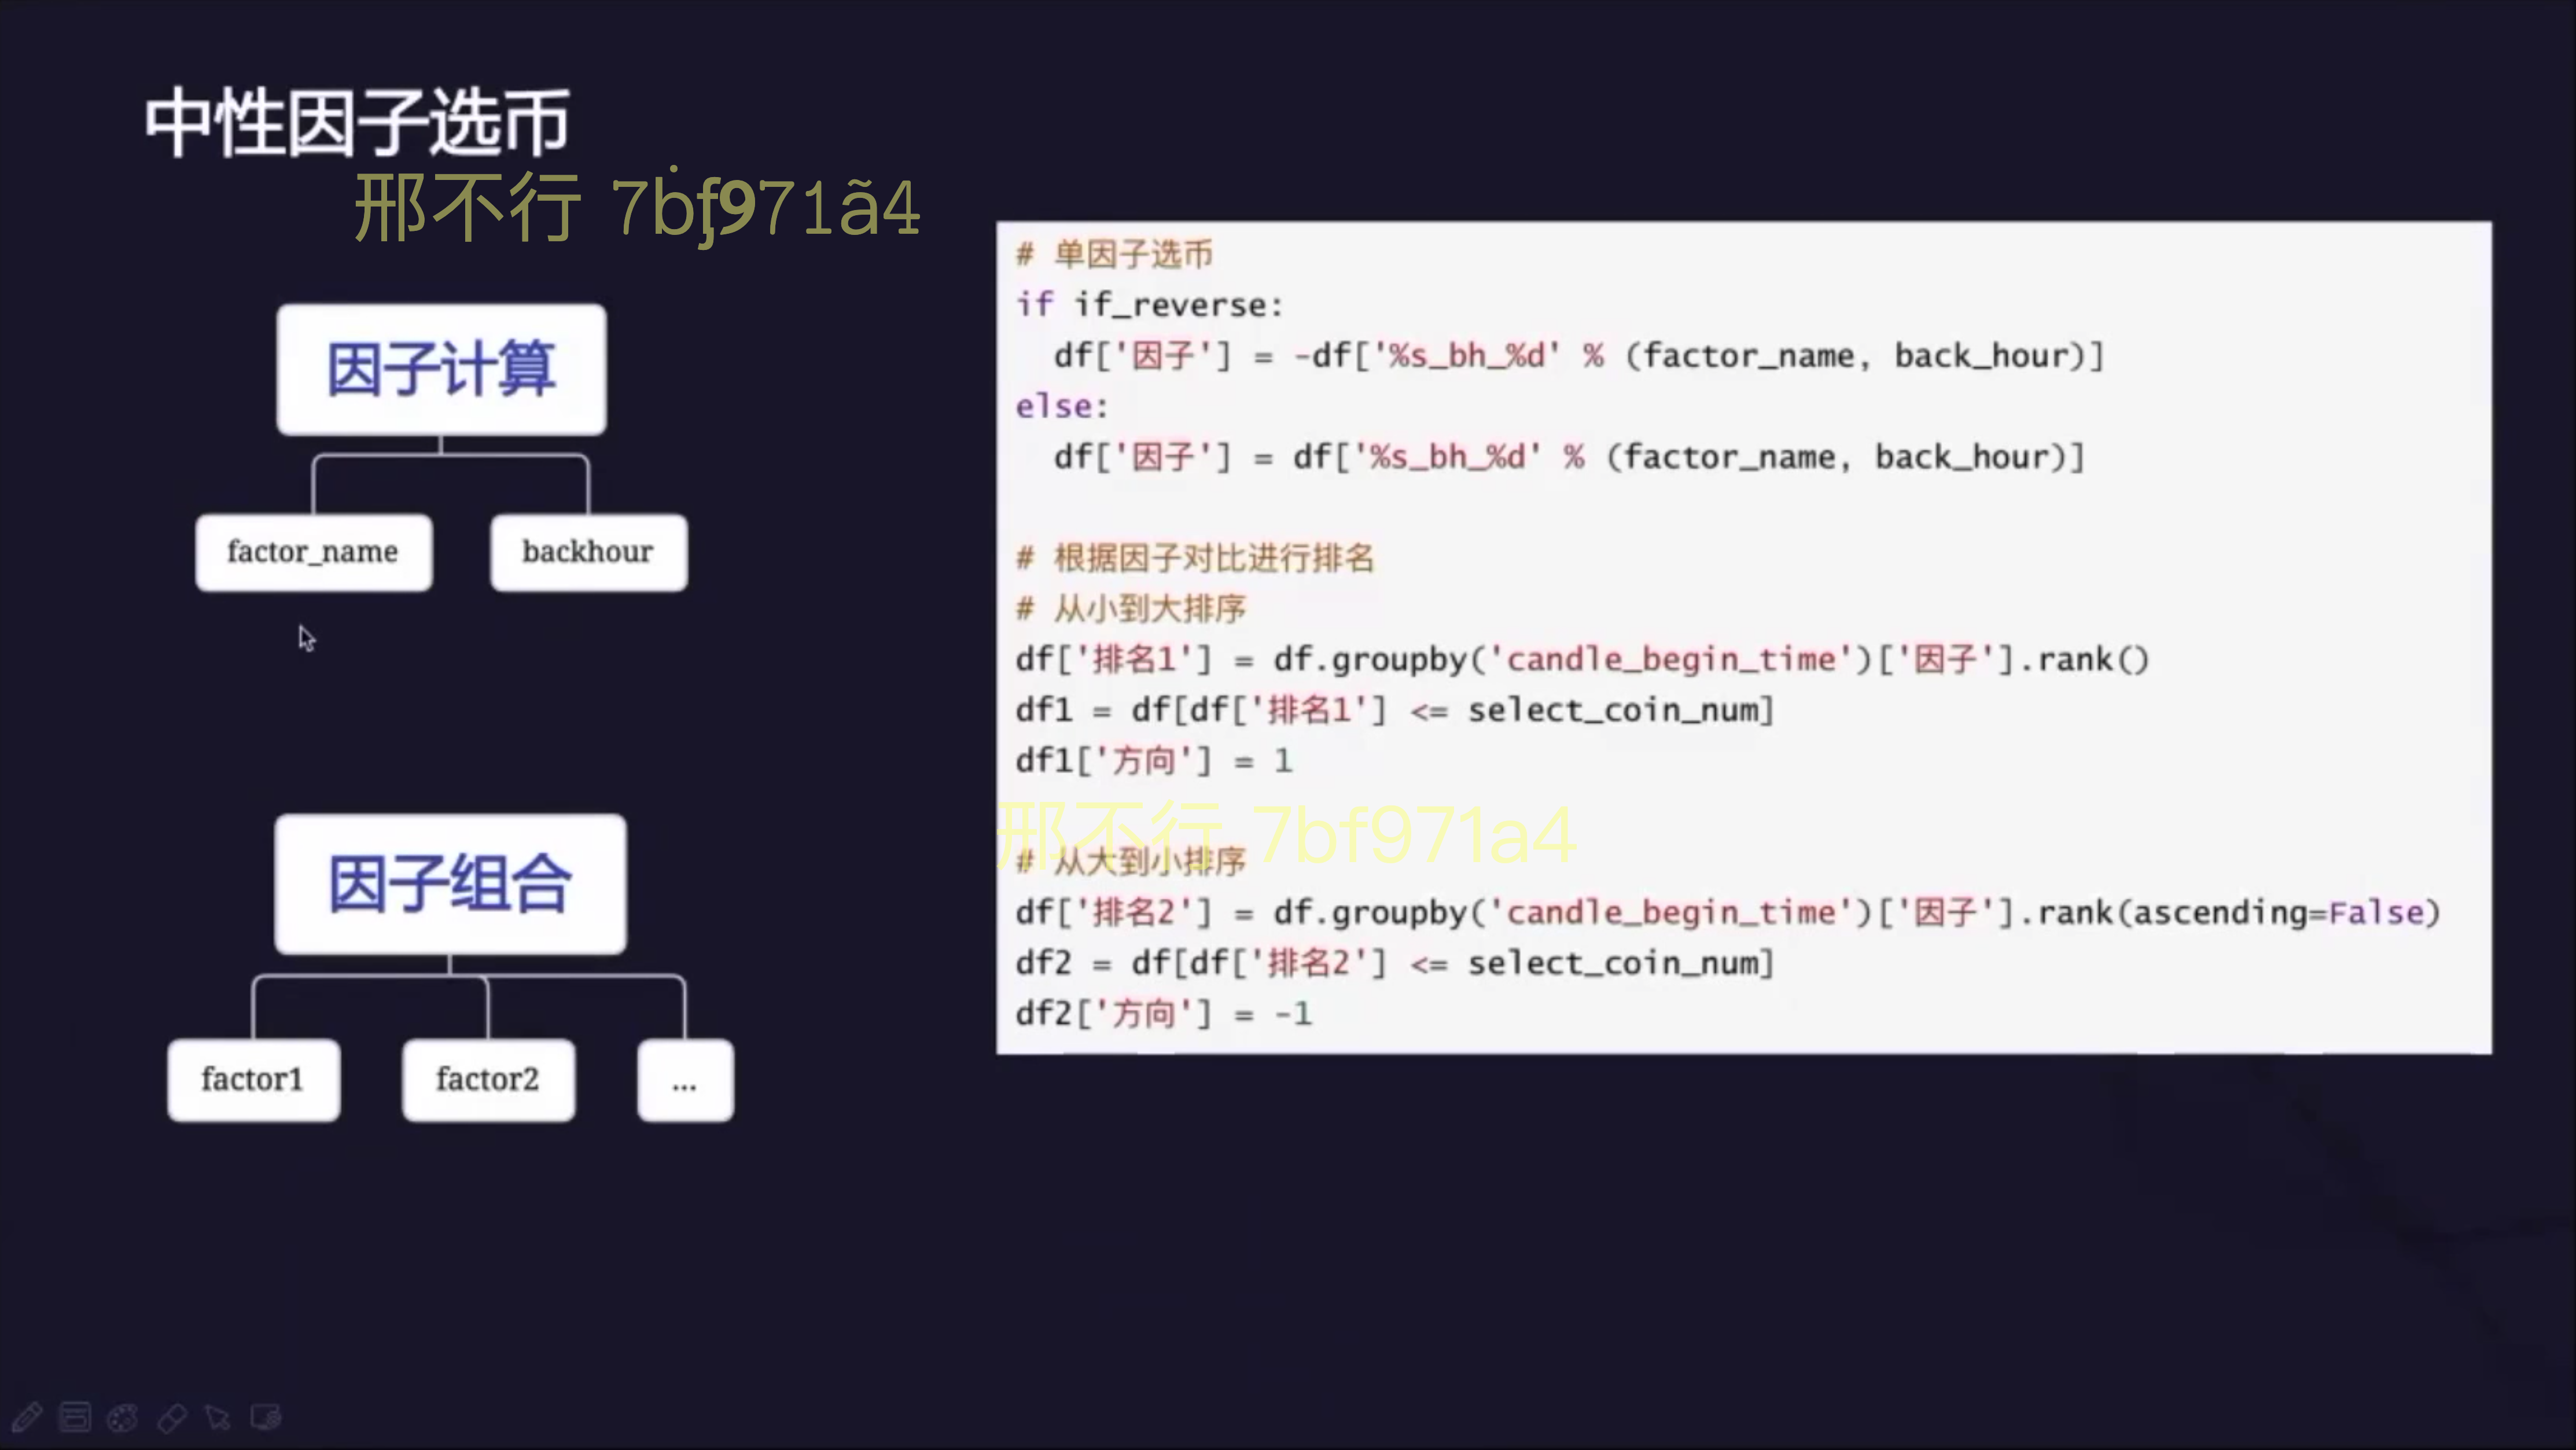 中性因子选币
邢不行 7bf971a4
因子计算
factor_name
backhour
因子组合
factor1
factor2
...
# 单因子选币
if if_reverse:
  df['因子'] = -df['%s_bh_%d' % (factor_name, back_hour)]
else:
  df['因子'] = df['%s_bh_%d' % (factor_name, back_hour)]
# 根据因子对比进行排名
# 从小到大排序
df['排名1'] = df.groupby('candle_begin_time')['因子'].rank()
df1 = df[df['排名1'] <= select_coin_num]
df1['方向'] = 1
邢不行 7bf971a4
# 从大到小排序
df['排名2'] = df.groupby('candle_begin_time')['因子'].rank(ascending=False)
df2 = df[df['排名2'] <= select_coin_num]
df2['方向'] = -1